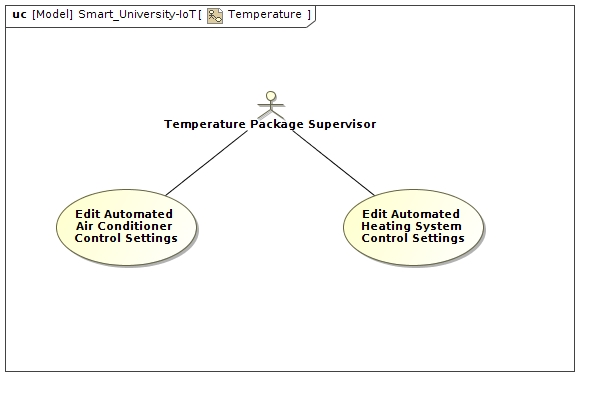 uc [Model] Smart_University-IoT[ Temperature ]
Temperature Package Supervisor
Edit Automated
Air Conditioner
Control Settings
Edit Automated
Heating System
Control Settings